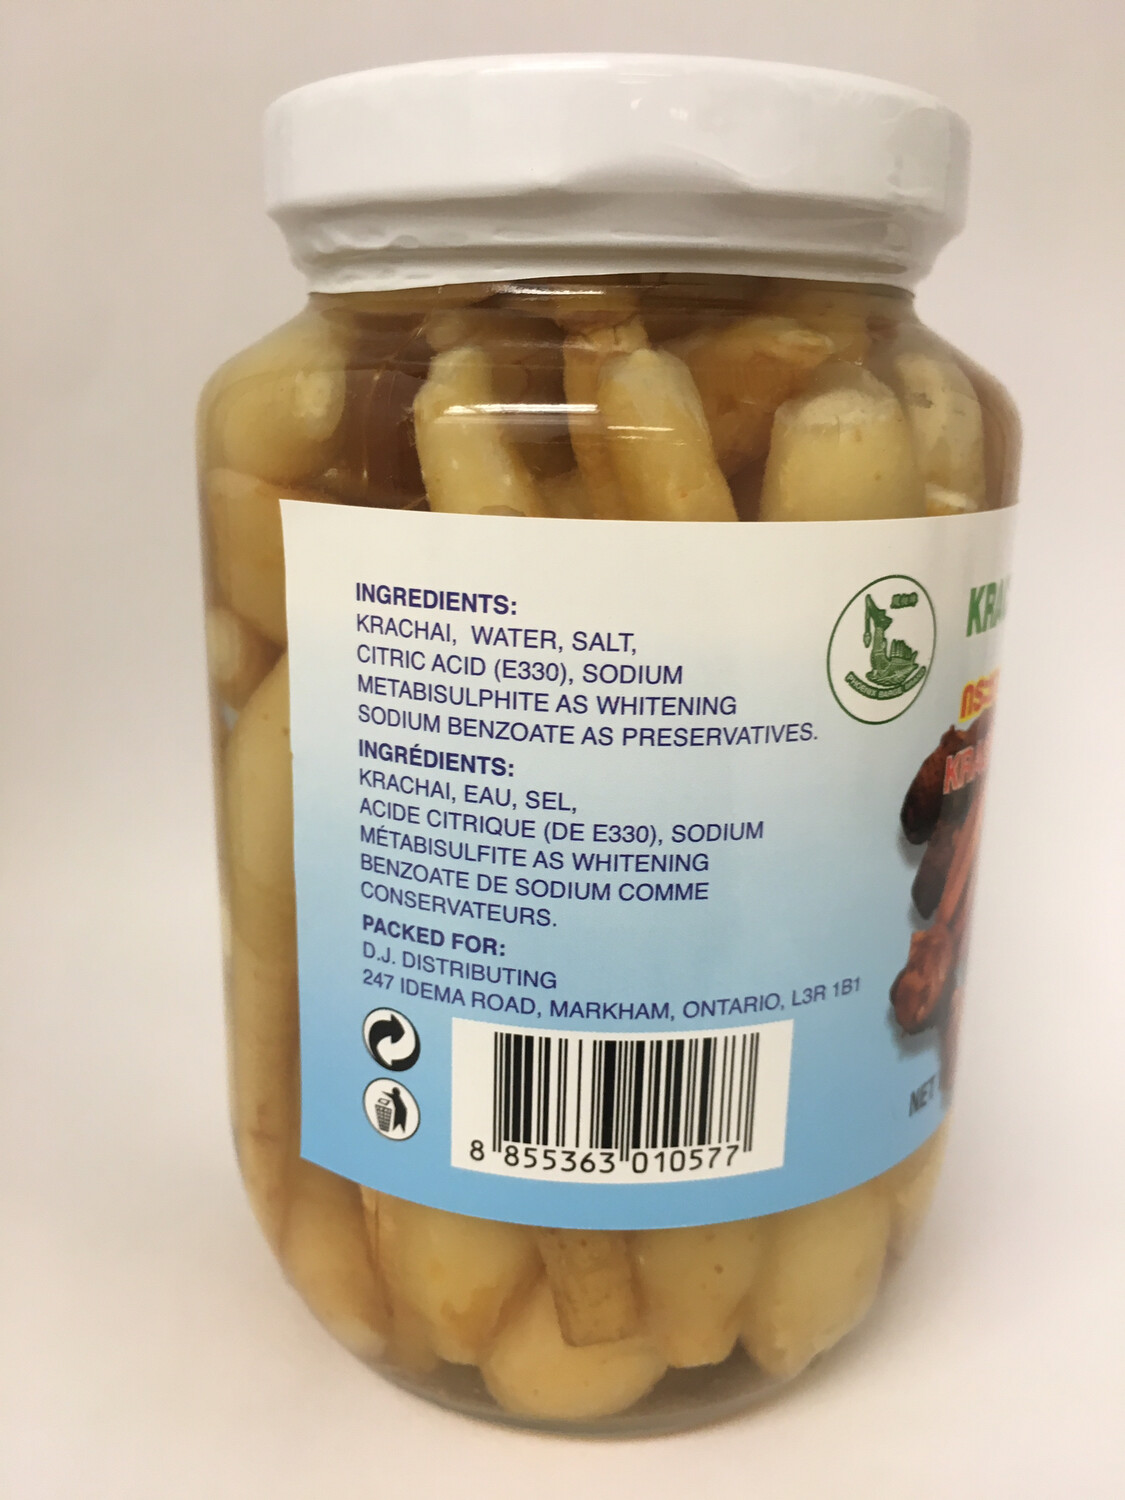 INGREDIENTS:
KRACHAI, WATER, SALT,
CITRIC ACID (E330), SODIUM
METABISULPHITE AS WHITENING
SODIUM BENZOATE AS PRESERVATIVES.
INGRÉDIENTS:
KRACHAI, EAU, SEL,
ACIDE CITRIQUE (DE E330), SODIUM
MÉTABISULFITE AS WHITENING
BENZOATE DE SODIUM COMME
CONSERVATEURS.
PACKED FOR:
D.J. DISTRIBUTING
247 IDEMA ROAD, MARKHAM, ONTARIO, L3R 1B1
8 855363 010577
PHOENIX
NET